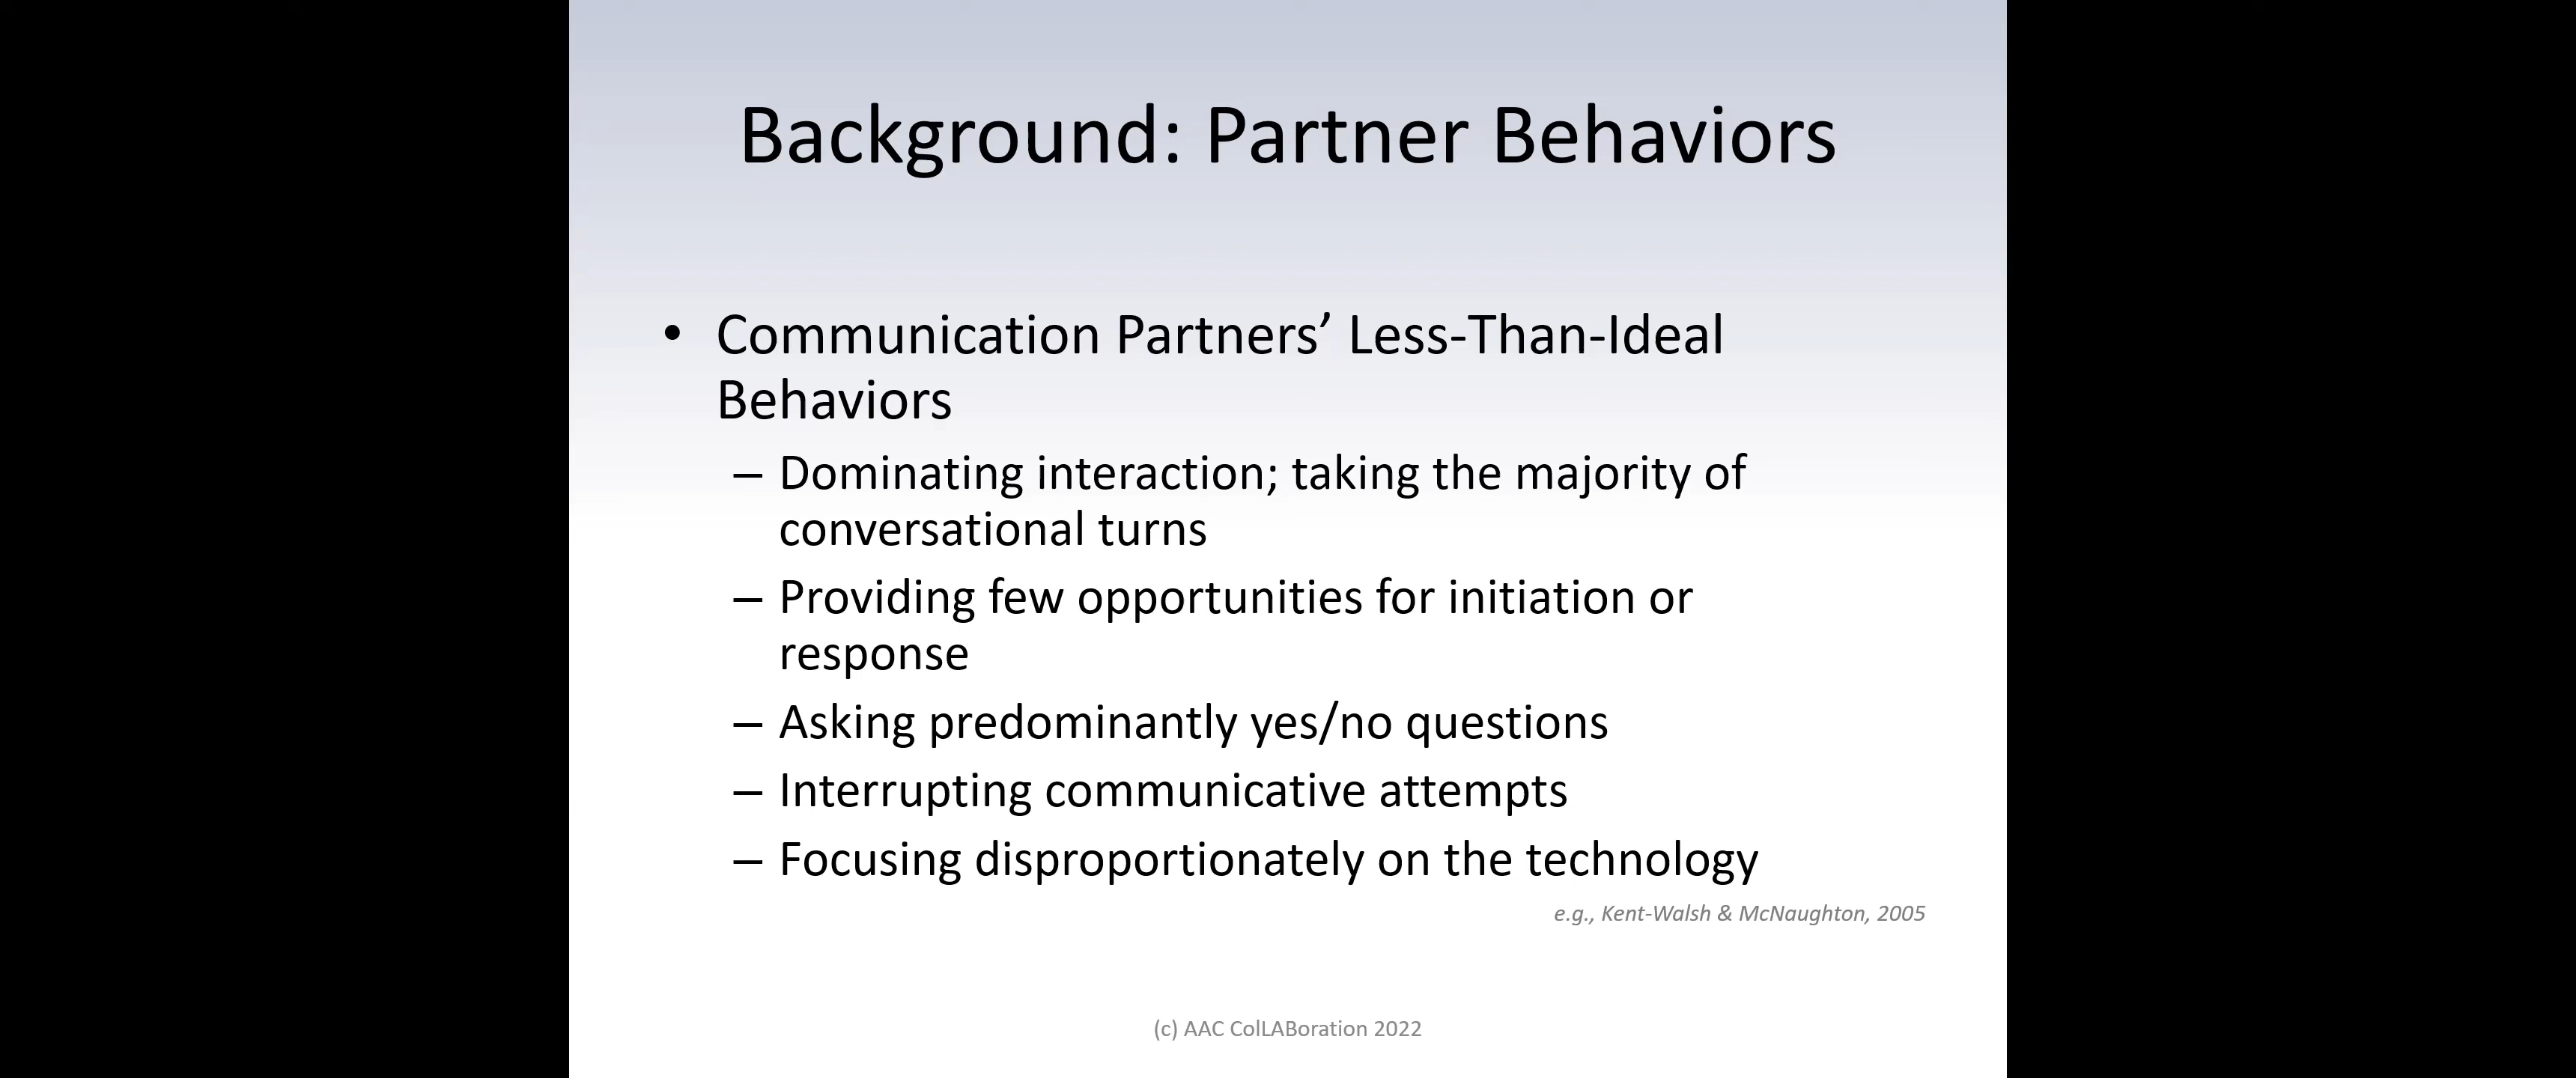 Background: Partner Behaviors
• Communication Partners’ Less-Than-Ideal
Behaviors
– Dominating interaction; taking the majority of
conversational turns
– Providing few opportunities for initiation or
response
– Asking predominantly yes/no questions
– Interrupting communicative attempts
– Focusing disproportionately on the technology
e.g., Kent-Walsh & McNaughton, 2005
(c) AAC ColLABoration 2022